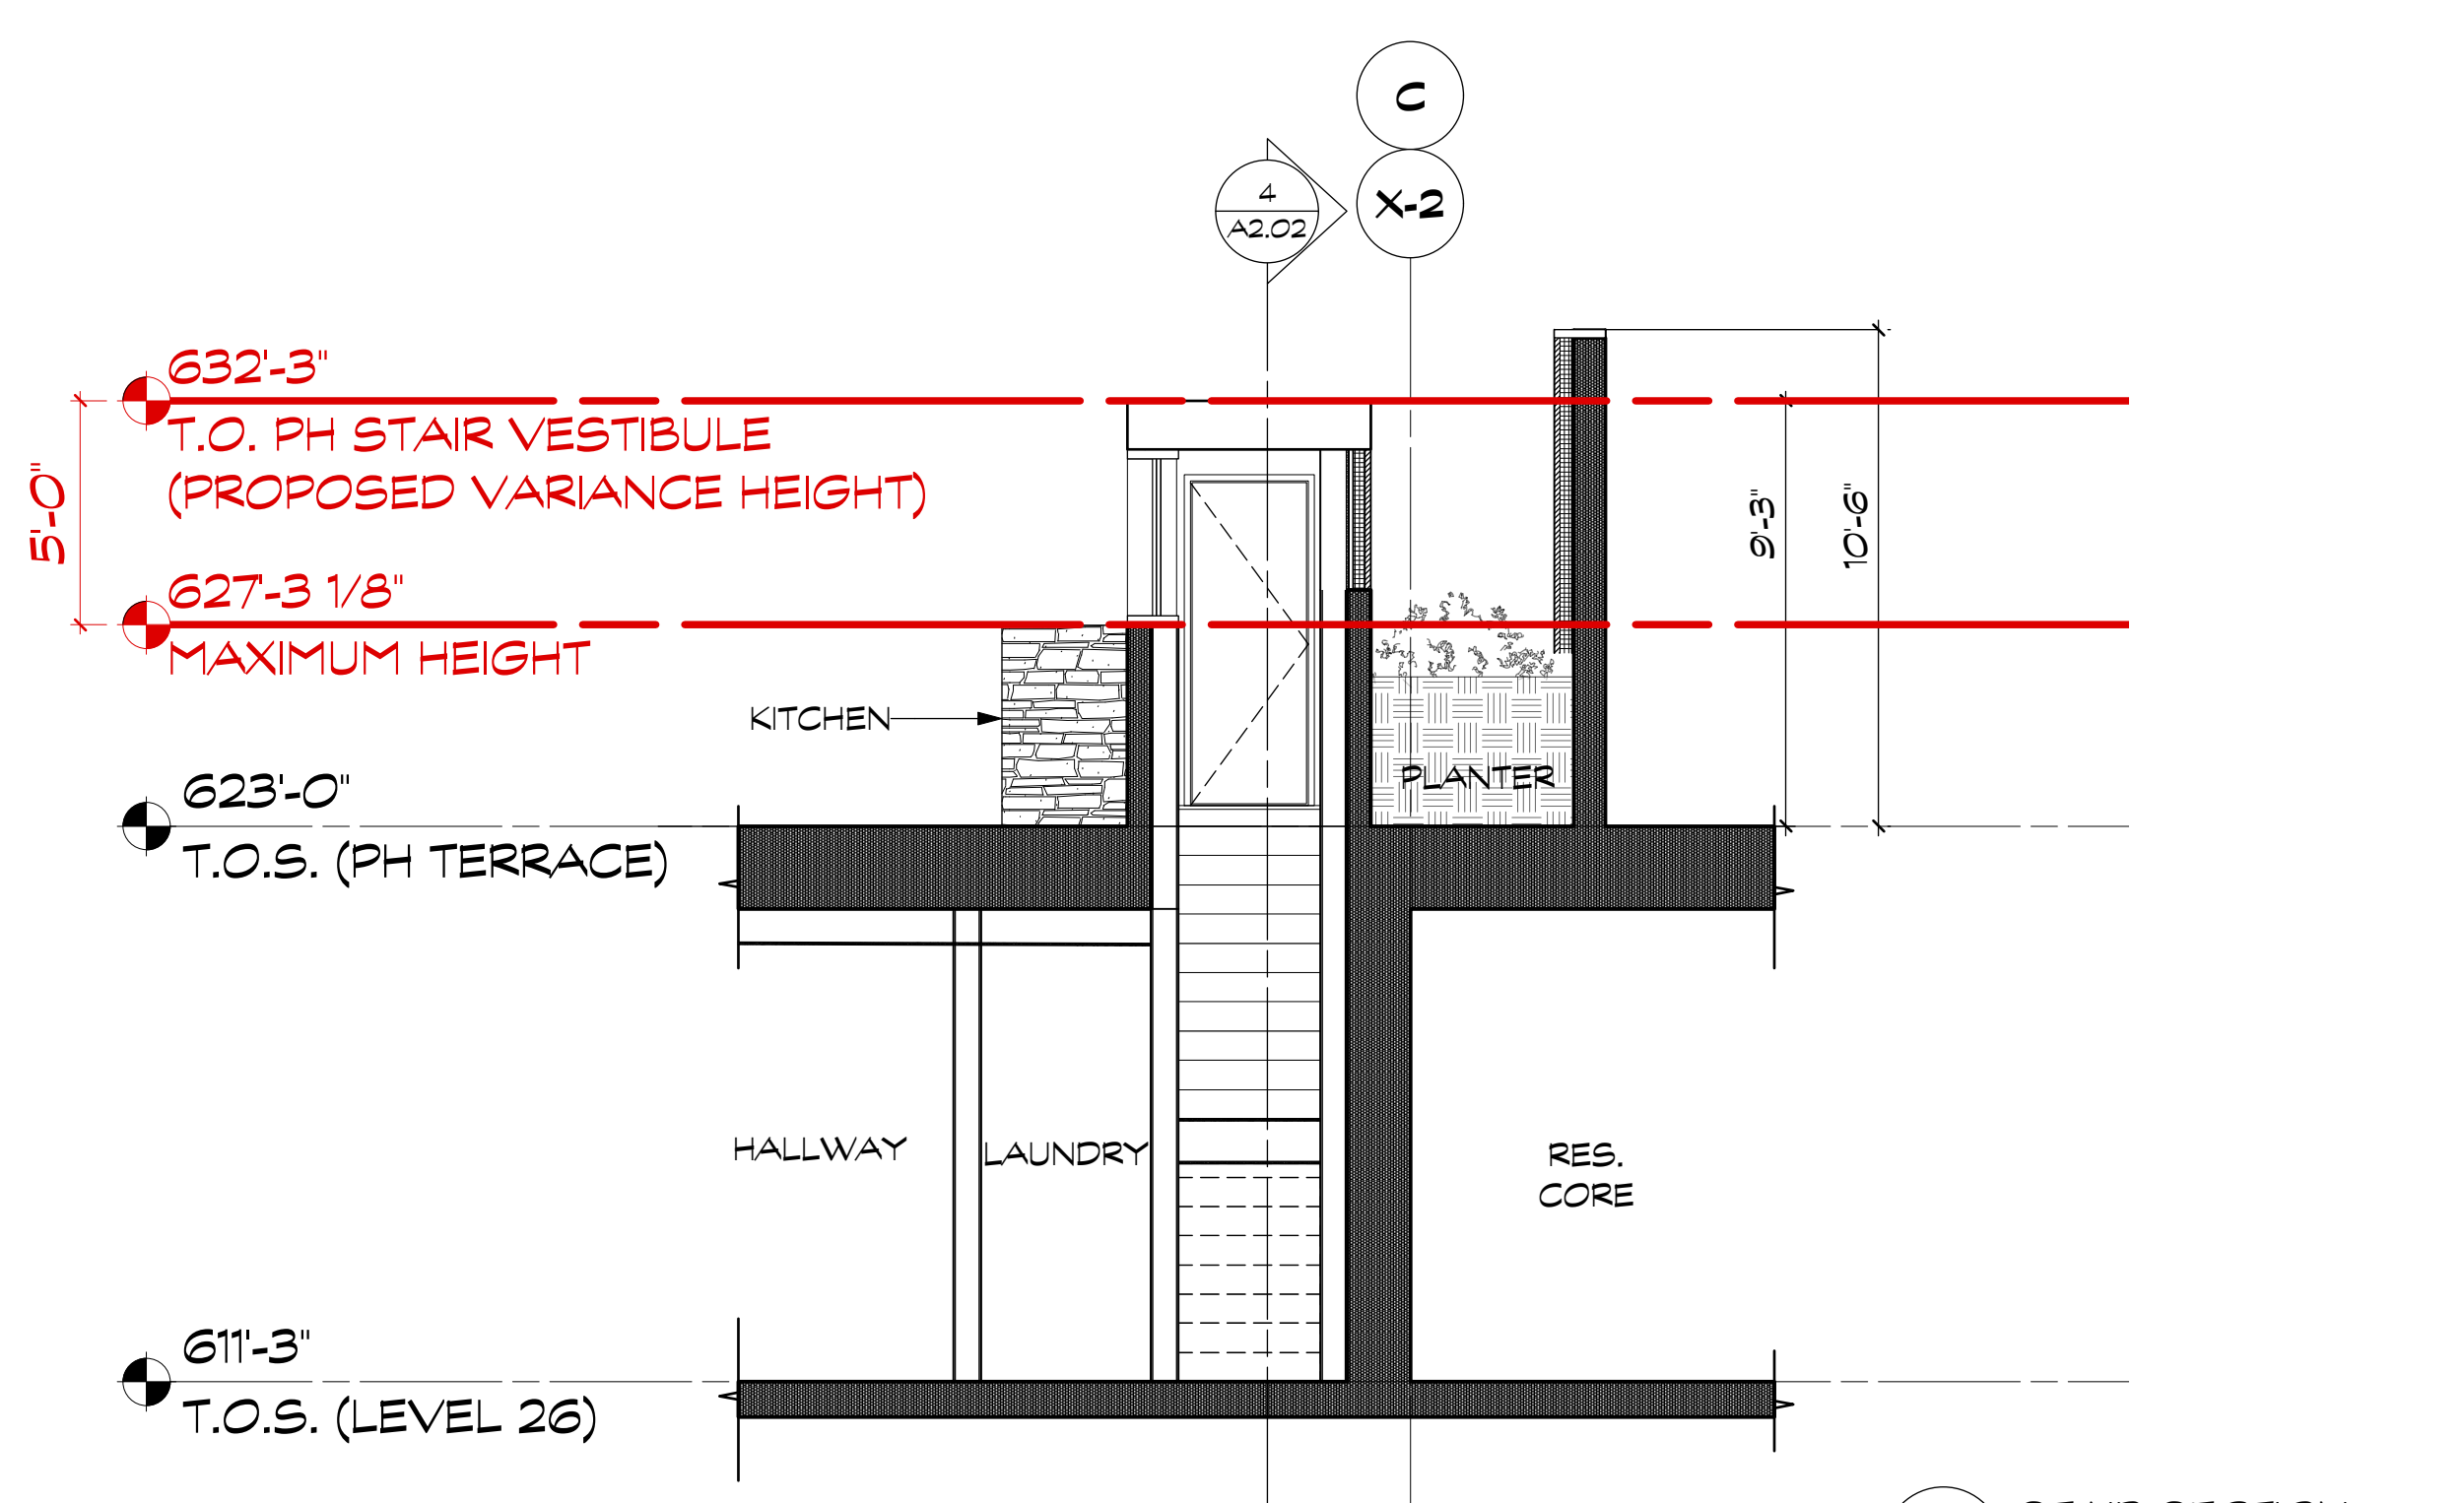 C
4
A2.02
X-2
632'-3"
T.O. PH STAIR VESTIBULE
(PROPOSED VARIANCE HEIGHT)
5'-0"
9'-3"
10'-6"
627'-3 1/8"
MAXIMUM HEIGHT
KITCHEN
PLANTER
623'-0"
T.O.S. (PH TERRACE)
HALLWAY
LAUNDRY
RES.
CORE
611'-3"
T.O.S. (LEVEL 26)